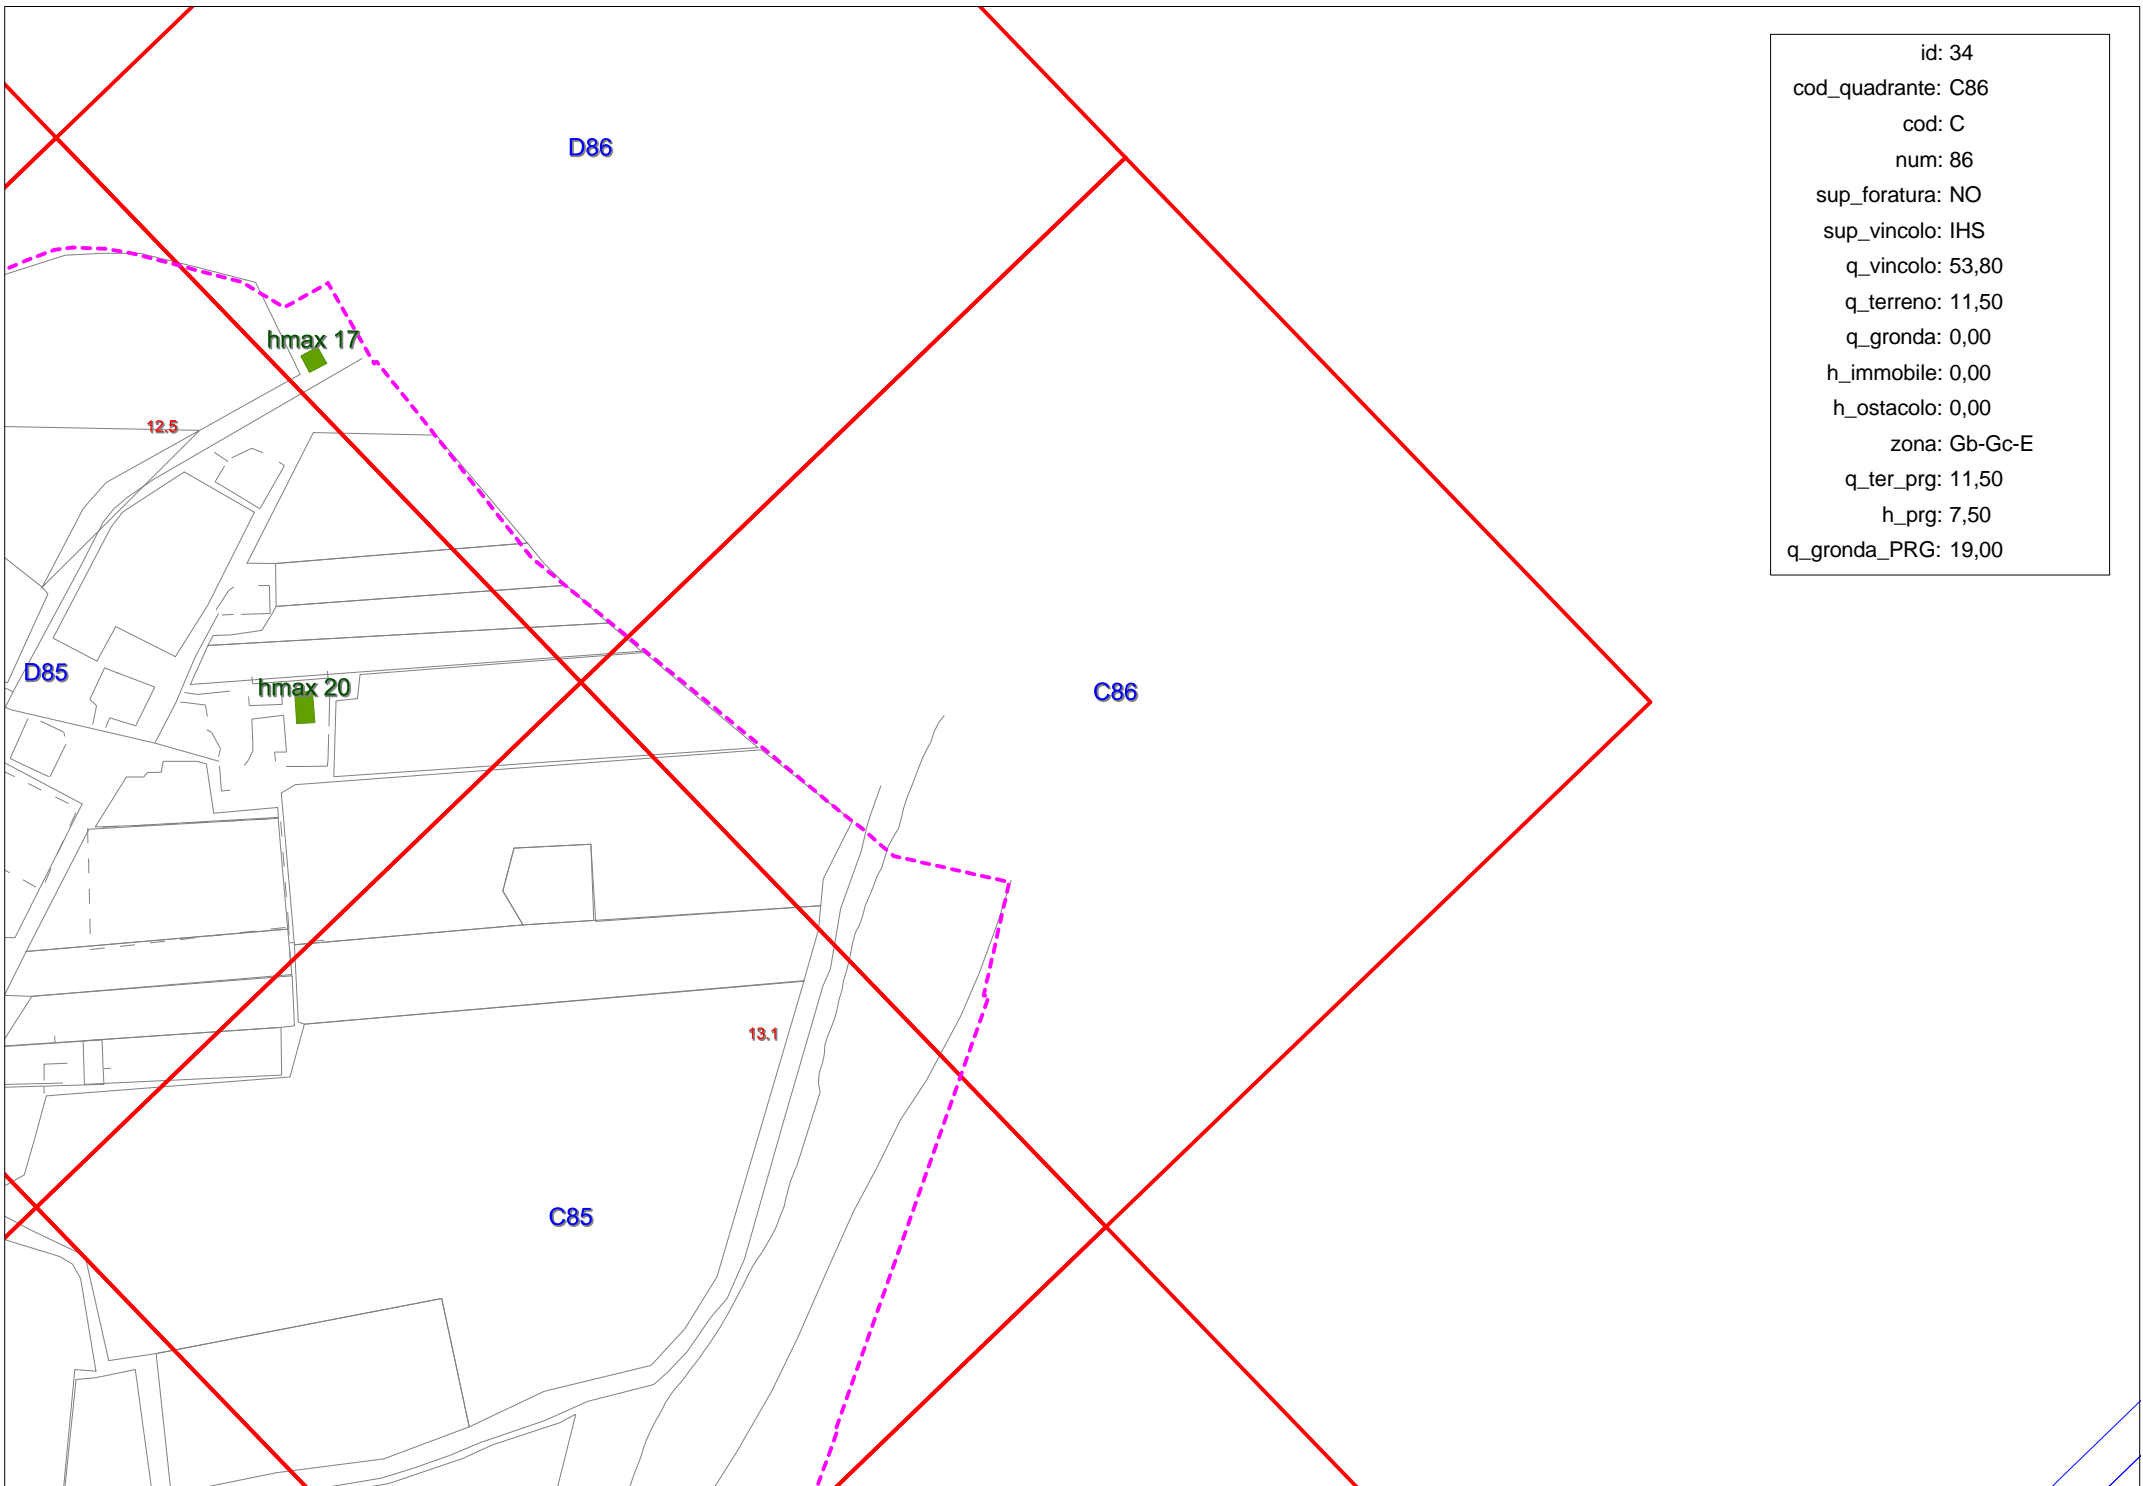 id: 34
cod_quadrante: C86
cod: C
num: 86
sup_foratura: NO
sup_vincolo: IHS
q_vincolo: 53,80
q_terreno: 11,50
q_gronda: 0,00
h_immobile: 0,00
h_ostacolo: 0,00
zona: Gb-Gc-E
q_ter_prg: 11,50
h_prg: 7,50
q_gronda_PRG: 19,00
D86
hmax 17
12.5
D85
hmax 20
C86
13.1
C85